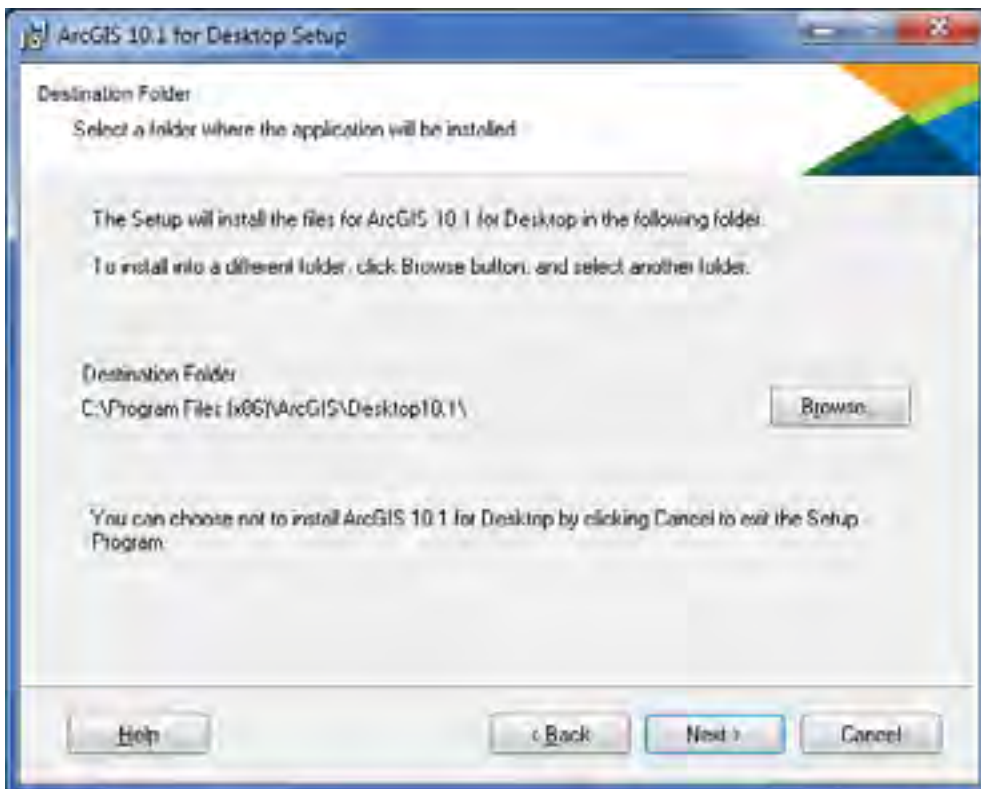 ArcGIS 10.1 for Desktop Setup
Destination Folder
Select a folder where the application will be installed
The Setup will install the files for ArcGIS 10.1 for Desktop in the following folder.
To install into a different folder, click Browse button, and select another folder.
Destination Folder
C:\Program Files (x86)\ArcGIS\Desktop10.1\
Browse...
You can choose not to install ArcGIS 10.1 for Desktop by clicking Cancel to exit the Setup
Program
Help
< Back
Next >
Cancel